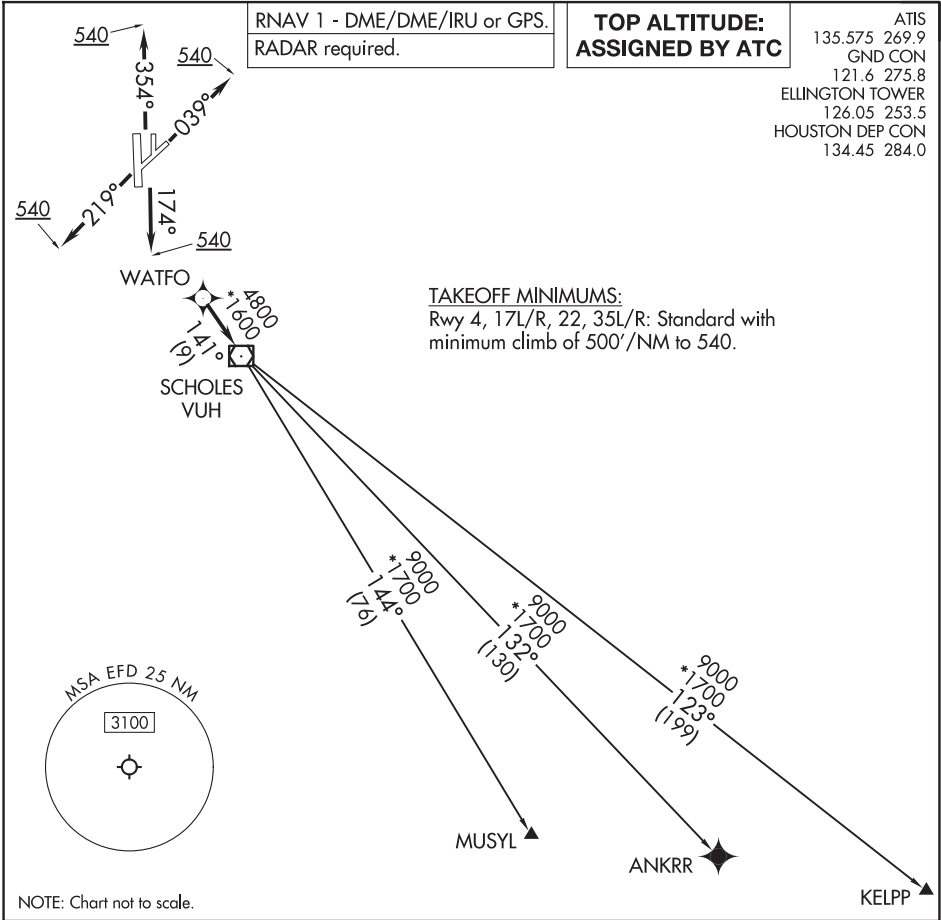 RNAV 1 - DME/DME/IRU or GPS.
RADAR required.
TOP ALTITUDE:
ASSIGNED BY ATC
ATIS
135.575 269.9
GND CON
121.6 275.8
ELLINGTON TOWER
126.05 253.5
HOUSTON DEP CON
134.45 284.0
540
354°
540
039°
540
219°
174°
540
WATFO
4800
*1600
141°
(9)
SCHOLES
VUH
TAKEOFF MINIMUMS:
Rwy 4, 17L/R, 22, 35L/R: Standard with
minimum climb of 500'/NM to 540.
9000
*1700
144°
(76)
9000
*1700
132°
(130)
9000
*1700
123°
(199)
MSA EFD 25 NM
3100
MUSYL
ANKRR
KELPP
NOTE: Chart not to scale.